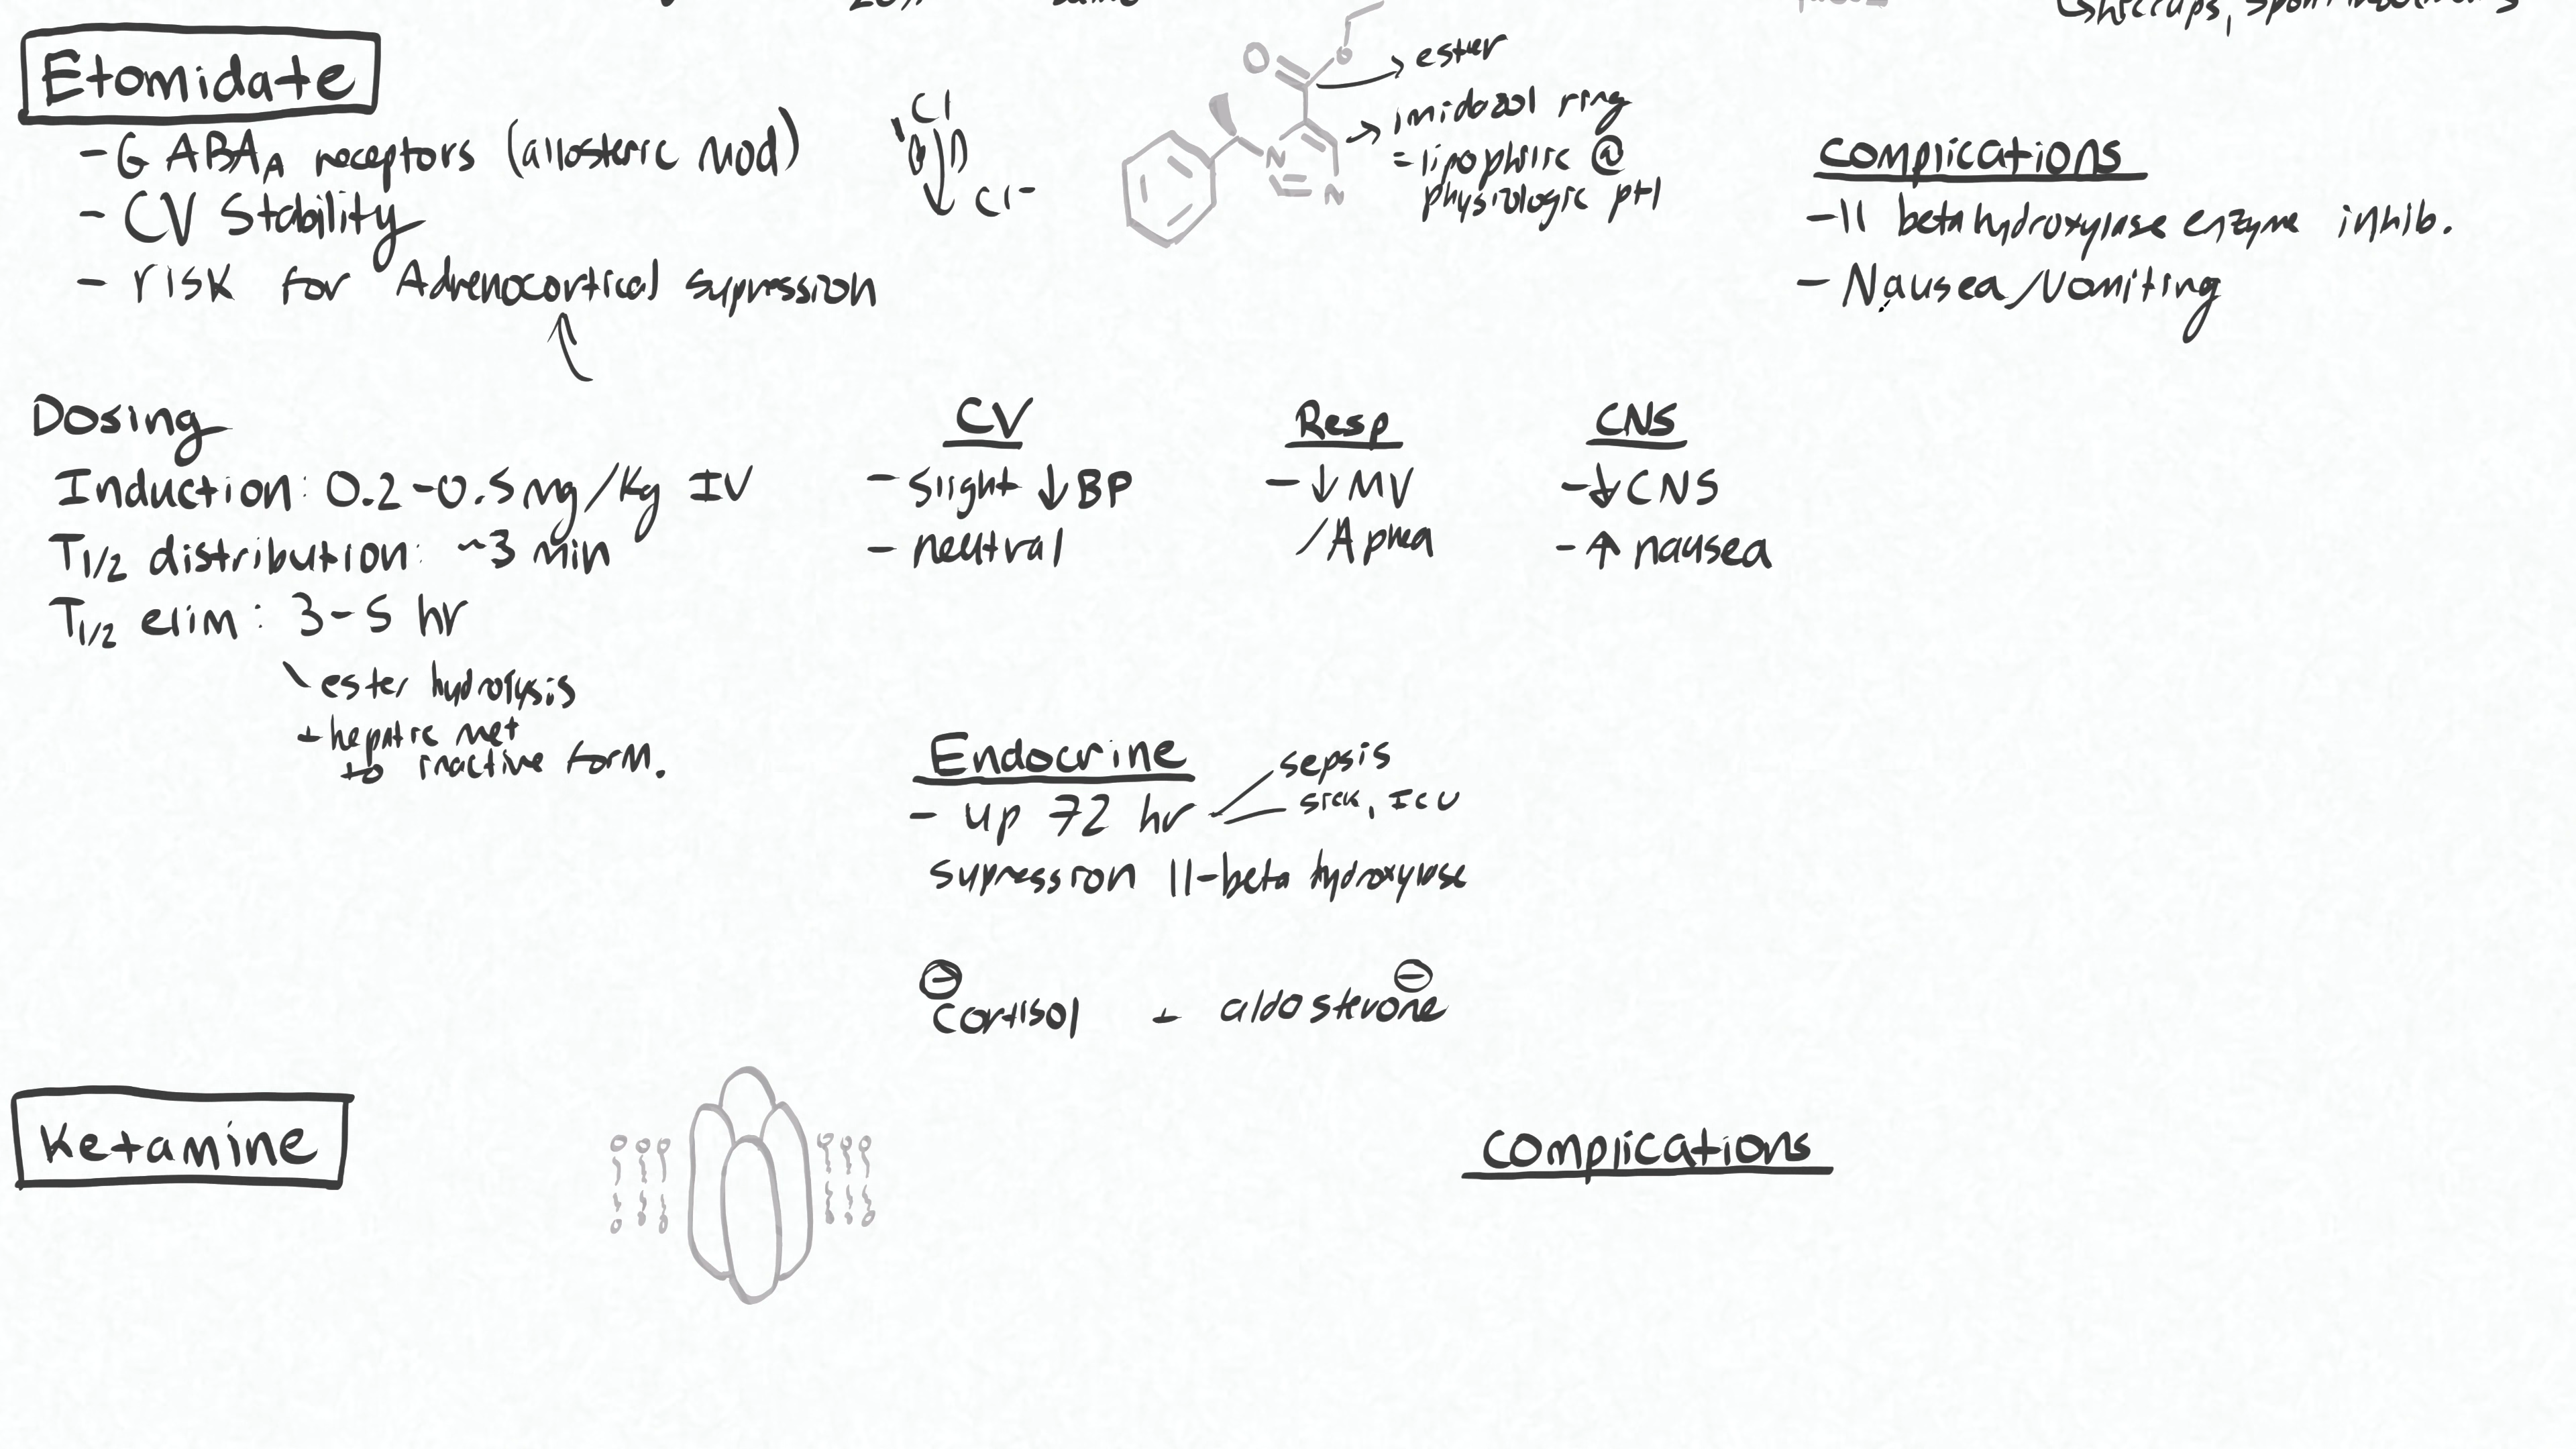 Etomidate
- GABAA receptors (allosteric mod)
- CV Stability
- risk for Adrenocortical supression
Cl
Cl-
O
O
N
N
→ ester
→ imidazol ring
= lipophilic @
physiologic pH
Complications
- 11 beta hydroxylase enzyme inhib.
- Nausea/Vomiting
Dosing
Induction: 0.2-0.5mg/kg IV
T1/2 distribution: ~3 min
T1/2 elim: 3-5 hr
ester hydrolysis
+ hepatic met
to inactive form.
CV
- slight ↓BP
- neutral
Resp
- ↓MV
/Apnea
CNS
- ↓CNS
- ↑ nausea
Endocrine
- up 72 hr
sepsis
sick, ICU
supression 11-beta hydroxylase
⊖ ⊖
cortisol + aldosterone
Ketamine
Complications